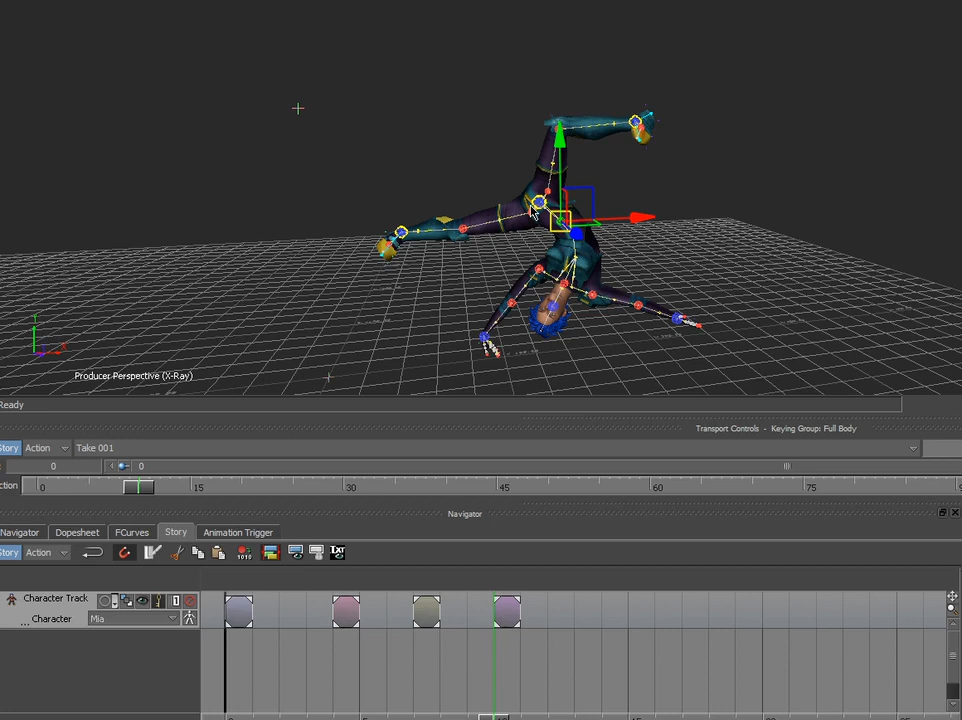 Y
Producer Perspective (X-Ray)
Ready
Transport Controls - Keying Group: Full Body
Story Action Take 001
0 0
ction 0 15 30 45 60 75 9
Navigator
Navigator Dopesheet FCurves Story Animation Trigger
Story Action 1010 TXT
Character Track 1
... Character Mia